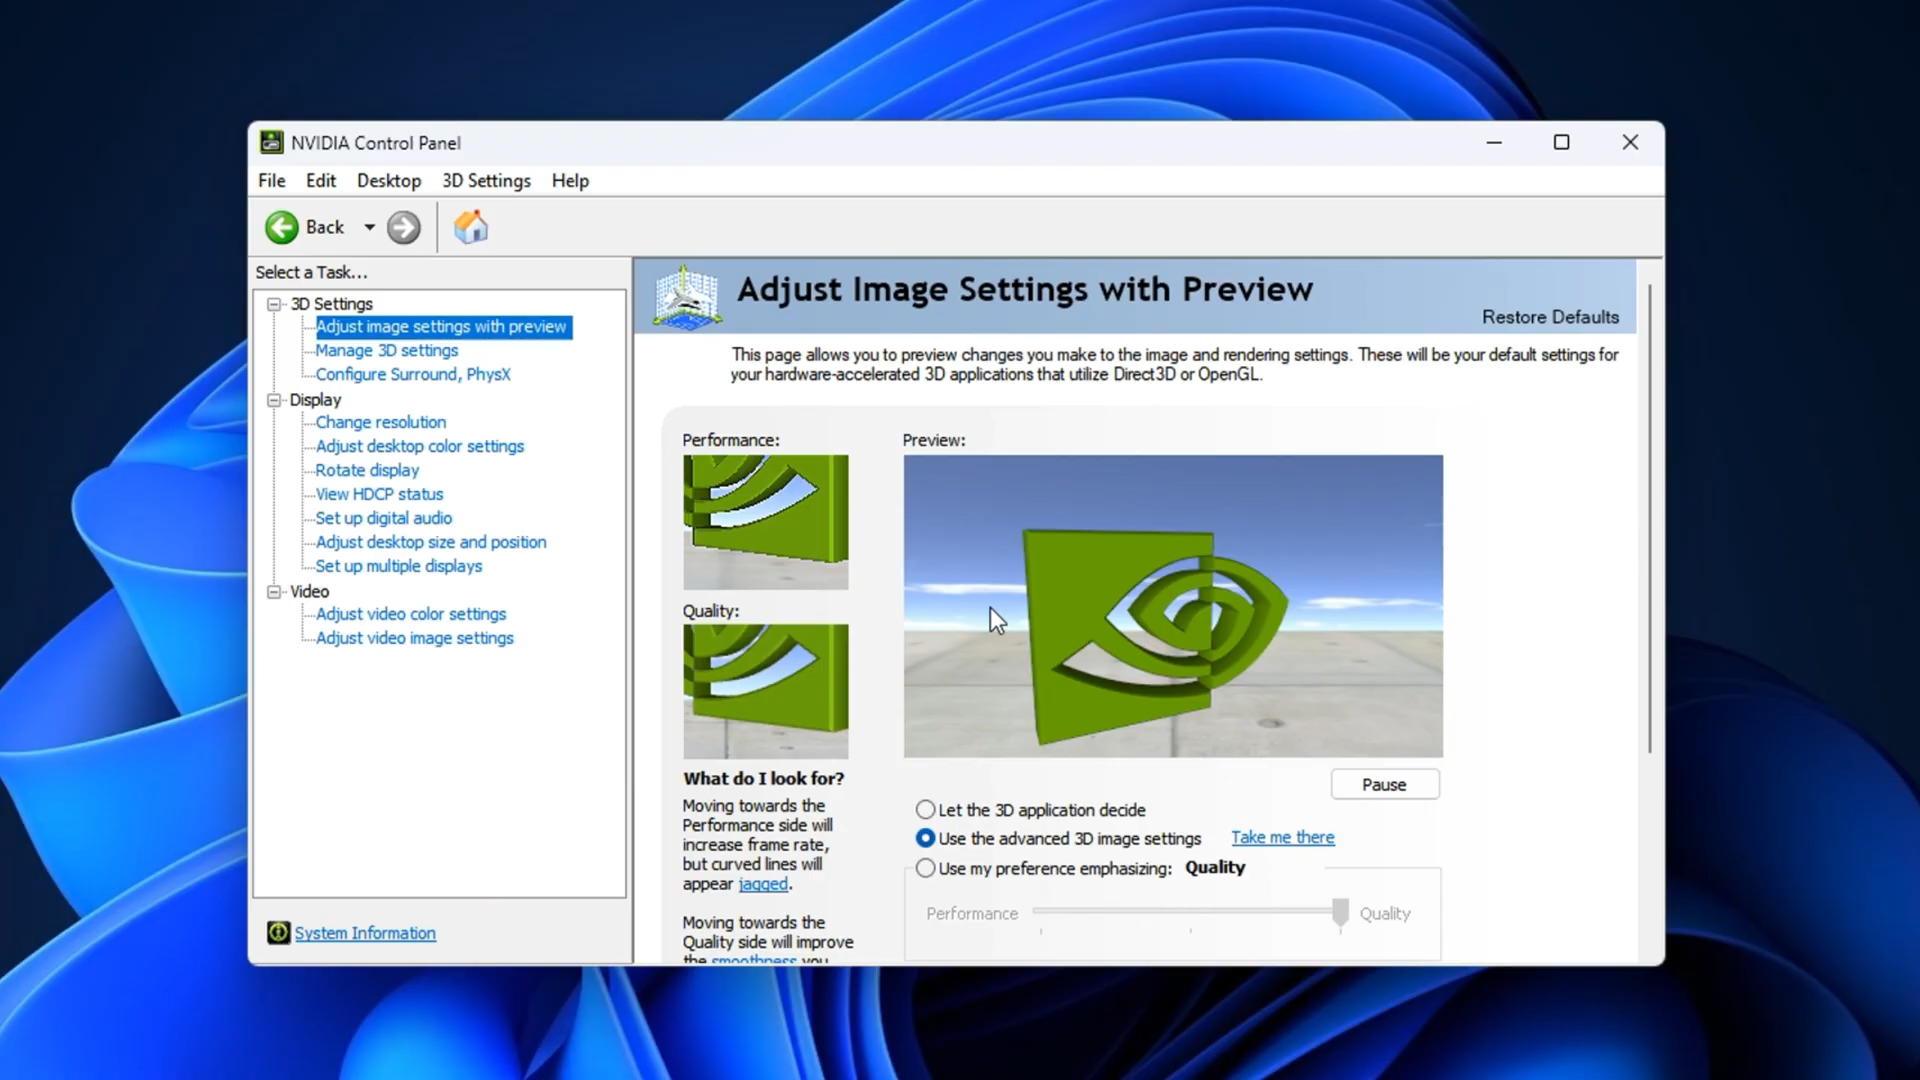 NVIDIA Control Panel
File Edit Desktop 3D Settings Help
Back
Select a Task...
3D Settings
Adjust image settings with preview
Manage 3D settings
Configure Surround, PhysX
Display
Change resolution
Adjust desktop color settings
Rotate display
View HDCP status
Set up digital audio
Adjust desktop size and position
Set up multiple displays
Video
Adjust video color settings
Adjust video image settings
System Information
Adjust Image Settings with Preview
Restore Defaults
This page allows you to preview changes you make to the image and rendering settings. These will be your default settings for
your hardware-accelerated 3D applications that utilize Direct3D or OpenGL.
Performance:
Quality:
What do I look for?
Moving towards the
Performance side will
increase frame rate,
but curved lines will
appear jagged.
Moving towards the
Quality side will improve
the smoothness you
Preview:
Pause
Let the 3D application decide
Use the advanced 3D image settings Take me there
Use my preference emphasizing: Quality
Performance Quality